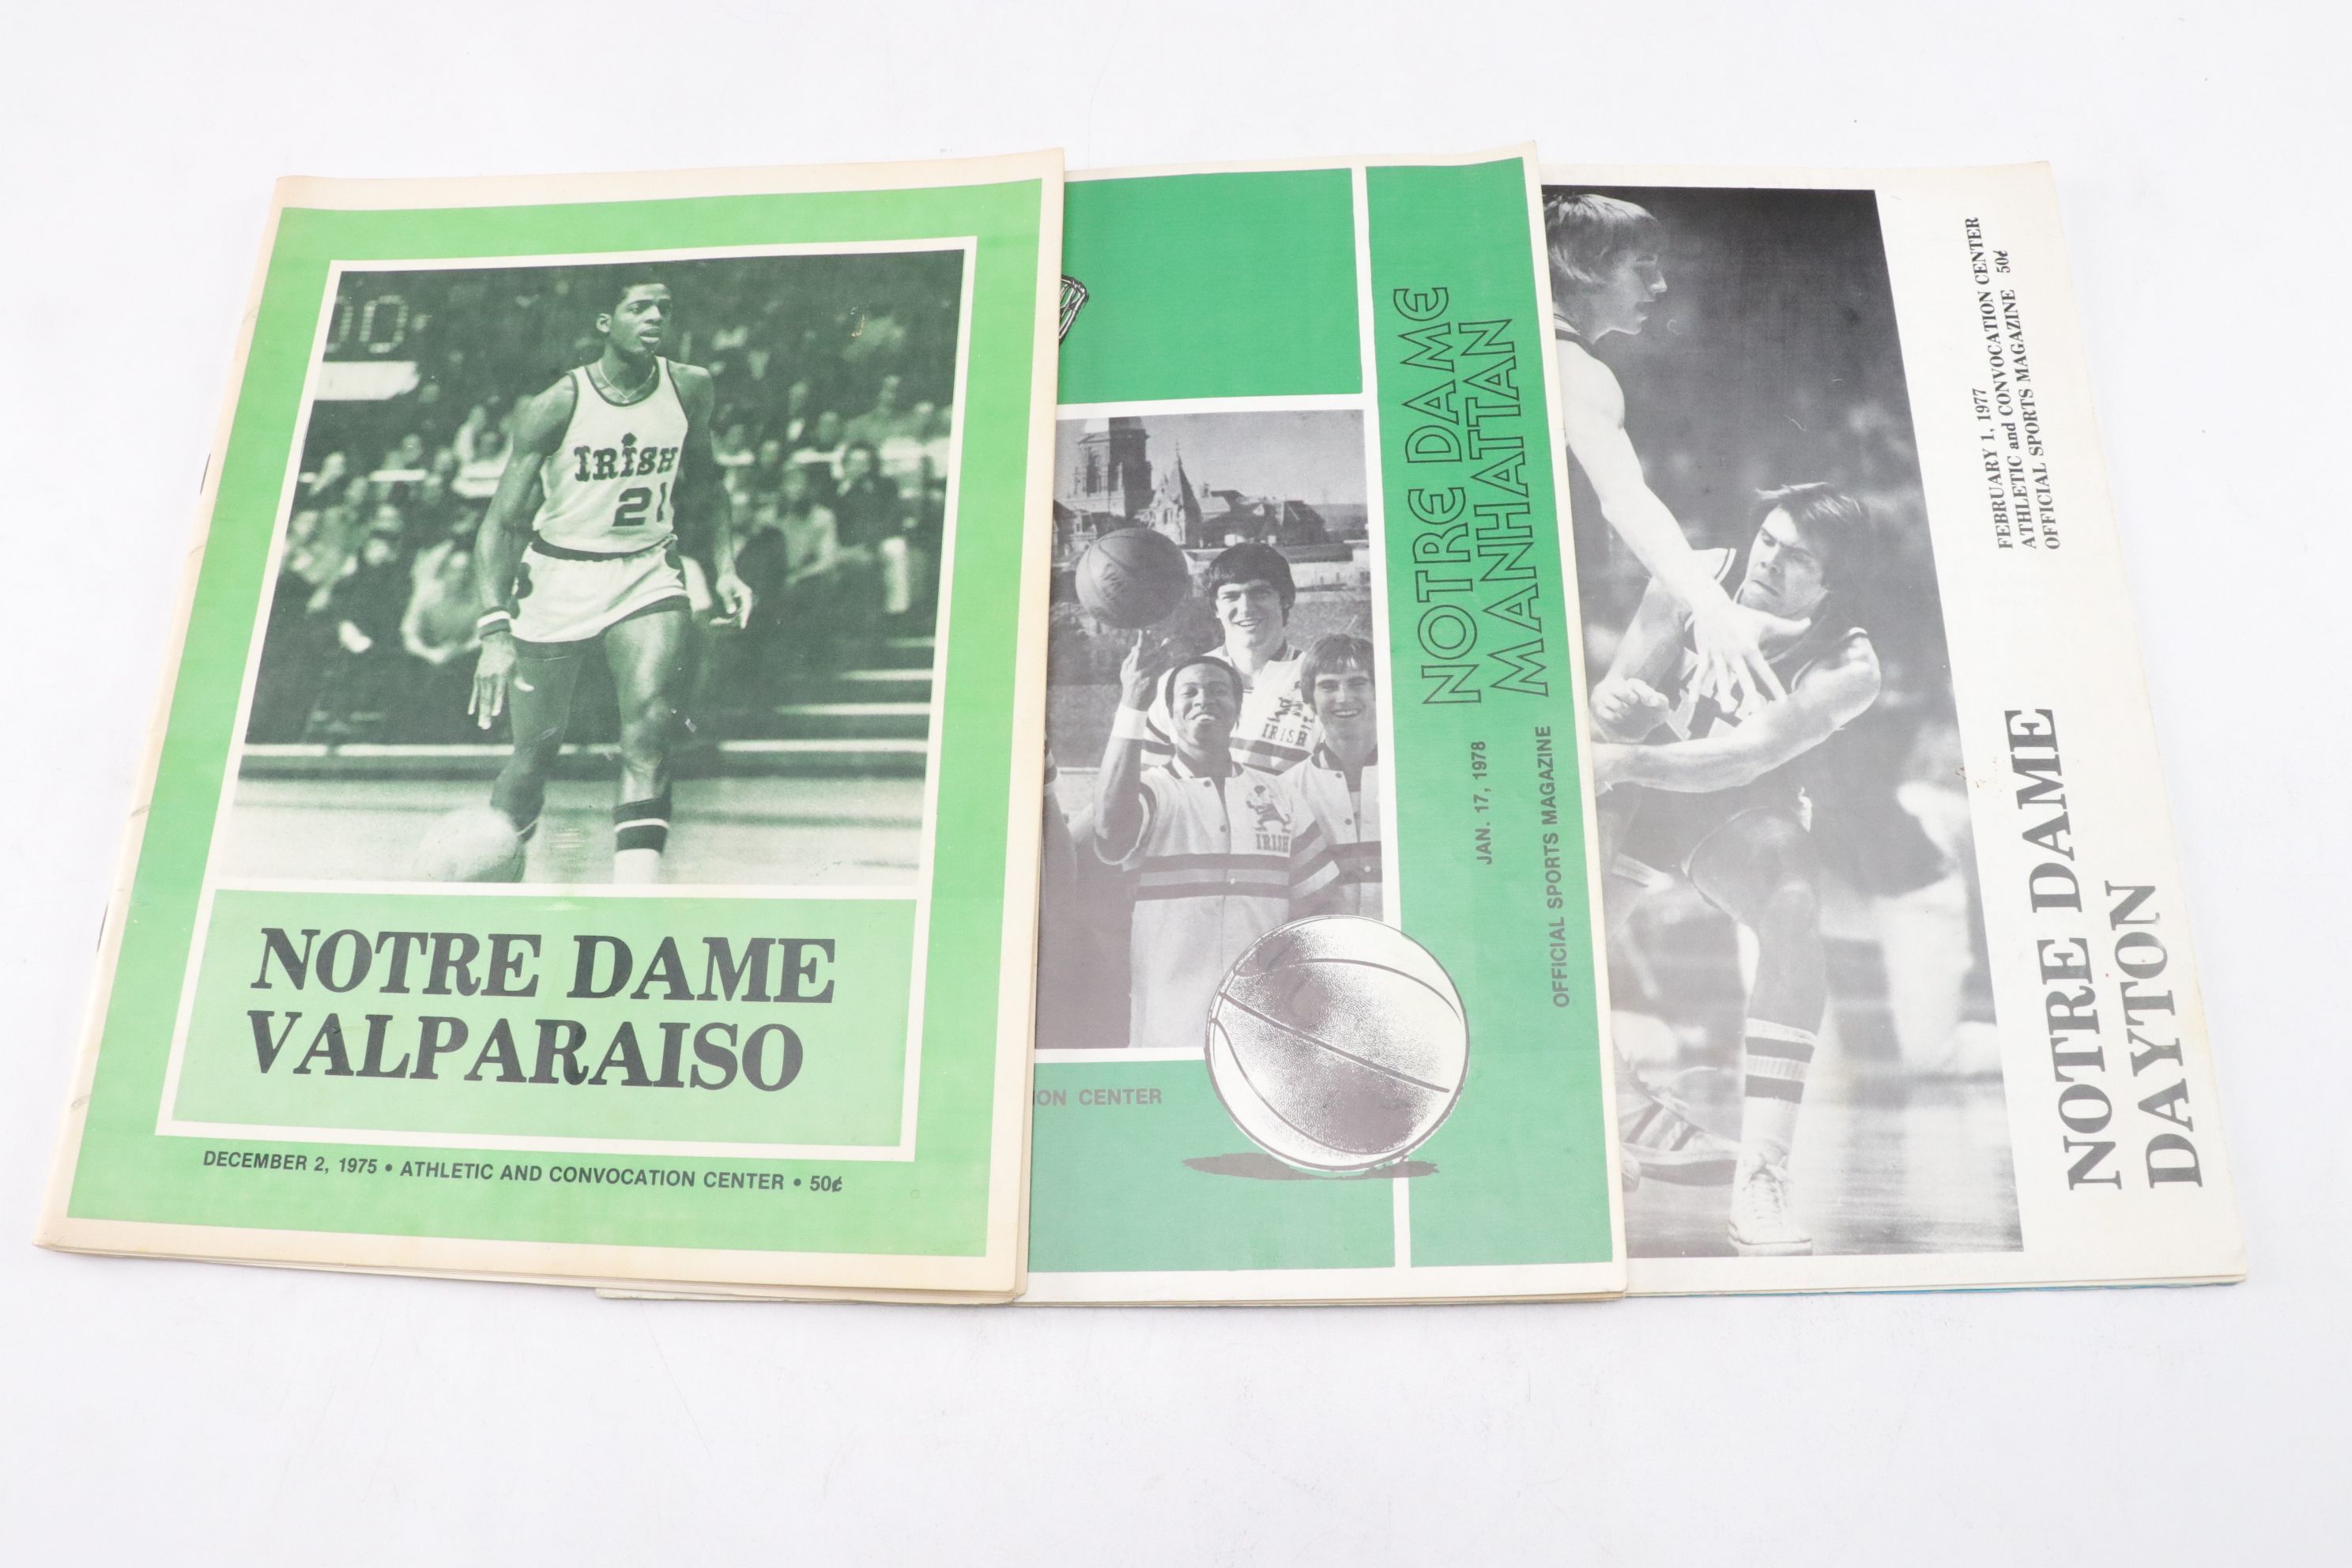 IRISH
21
NOTRE DAME
VALPARAISO
DECEMBER 2, 1975 • ATHLETIC AND CONVOCATION CENTER • 50¢
NOTRE DAME
MANHATTAN
JAN. 17, 1978
OFFICIAL SPORTS MAGAZINE
IRISH
IRISH
ION CENTER
FEBRUARY 1, 1977
ATHLETIC and CONVOCATION CENTER
OFFICIAL SPORTS MAGAZINE 50¢
NOTRE DAME
DAYTON